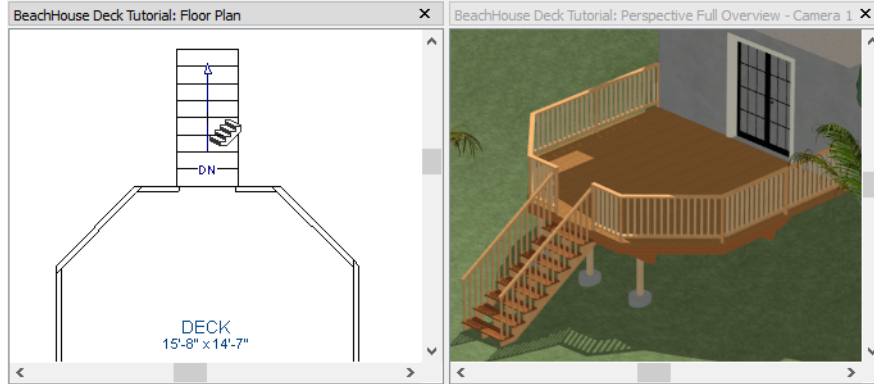 BeachHouse Deck Tutorial: Floor Plan
BeachHouse Deck Tutorial: Perspective Full Overview - Camera 1
DN
DECK
15'-8" x 14'-7"